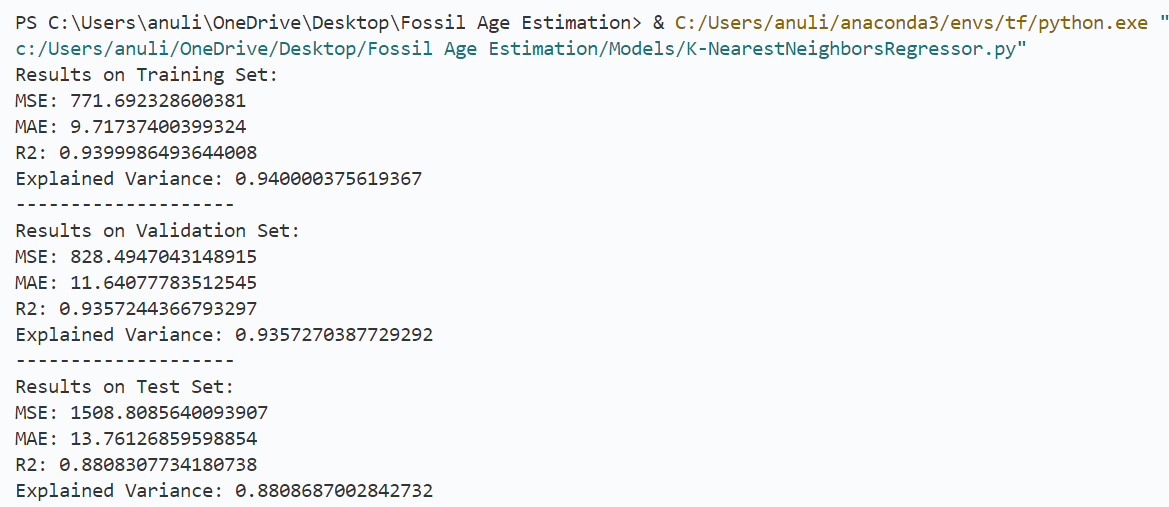 PS C:\Users\anuli\OneDrive\Desktop\Fossil Age Estimation> & C:/Users/anuli/anaconda3/envs/tf/python.exe "
c:/Users/anuli/OneDrive/Desktop/Fossil Age Estimation/Models/K-NearestNeighborsRegressor.py"
Results on Training Set:
MSE: 771.692328600381
MAE: 9.71737400399324
R2: 0.9399986493644008
Explained Variance: 0.940000375619367
--------------------
Results on Validation Set:
MSE: 828.4947043148915
MAE: 11.64077783512545
R2: 0.9357244366793297
Explained Variance: 0.9357270387729292
--------------------
Results on Test Set:
MSE: 1508.8085640093907
MAE: 13.76126859598854
R2: 0.8808307734180738
Explained Variance: 0.8808687002842732